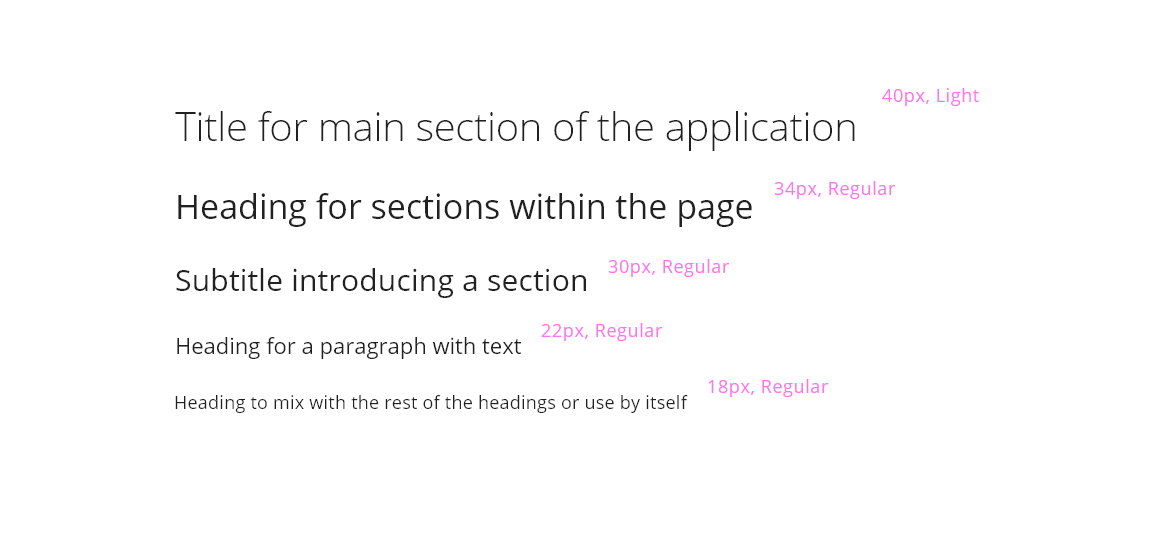 40px, Light
Title for main section of the application
34px, Regular
Heading for sections within the page
30px, Regular
Subtitle introducing a section
22px, Regular
Heading for a paragraph with text
18px, Regular
Heading to mix with the rest of the headings or use by itself